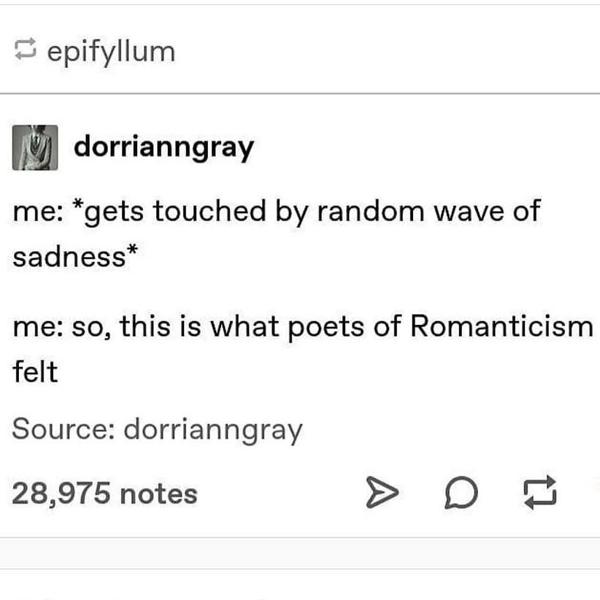 epifyllum
dorrianngray
me: *gets touched by random wave of
sadness*
me: so, this is what poets of Romanticism
felt
Source: dorrianngray
28,975 notes